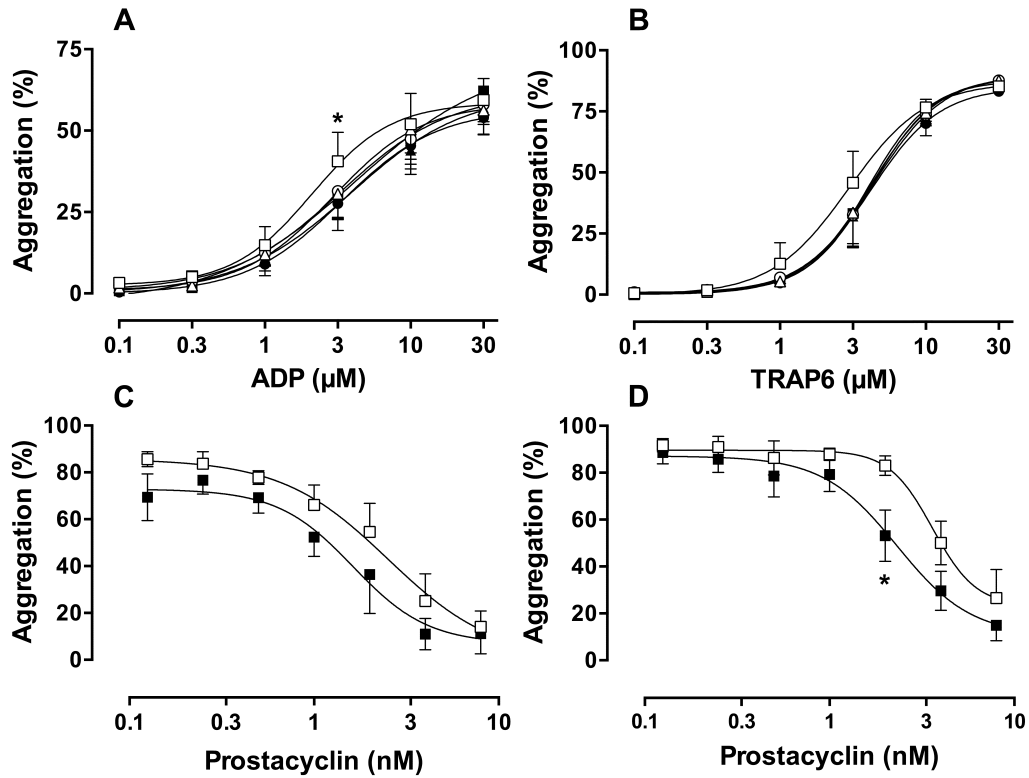 A
B
75
50
25
0
Aggregation (%)
*
0.1 0.3 1 3 10 30
ADP (µM)
100
75
50
25
0
Aggregation (%)
0.1 0.3 1 3 10 30
TRAP6 (µM)
C
D
100
80
60
40
20
0
Aggregation (%)
0.1 0.3 1 3 10
Prostacyclin (nM)
100
80
60
40
20
0
Aggregation (%)
*
0.1 0.3 1 3 10
Prostacyclin (nM)